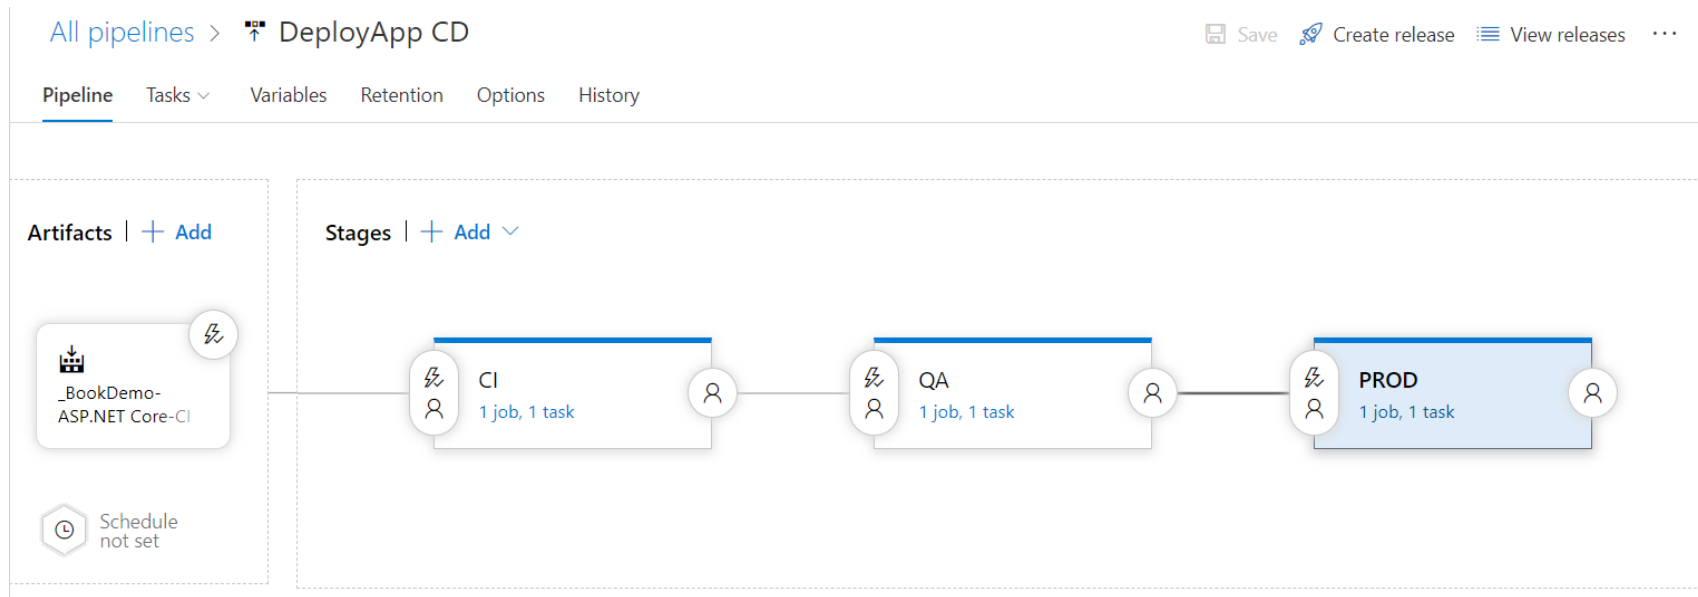 All pipelines > DeployApp CD
Save Create release View releases ...
Pipeline Tasks Variables Retention Options History
Artifacts | + Add
Stages | + Add
_BookDemo-
ASP.NET Core-CI
CI
1 job, 1 task
QA
1 job, 1 task
PROD
1 job, 1 task
Schedule
not set